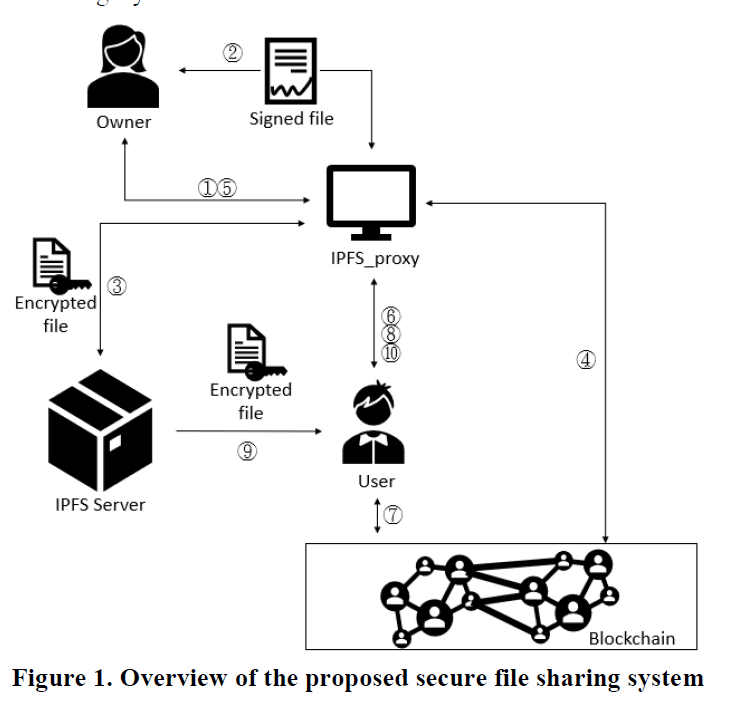 ②
Owner
Signed file
①⑤
IPFS_proxy
Encrypted
file
③
⑥
⑧
⑩
④
Encrypted
file
⑨
IPFS Server
User
⑦
Blockchain
Figure 1. Overview of the proposed secure file sharing system